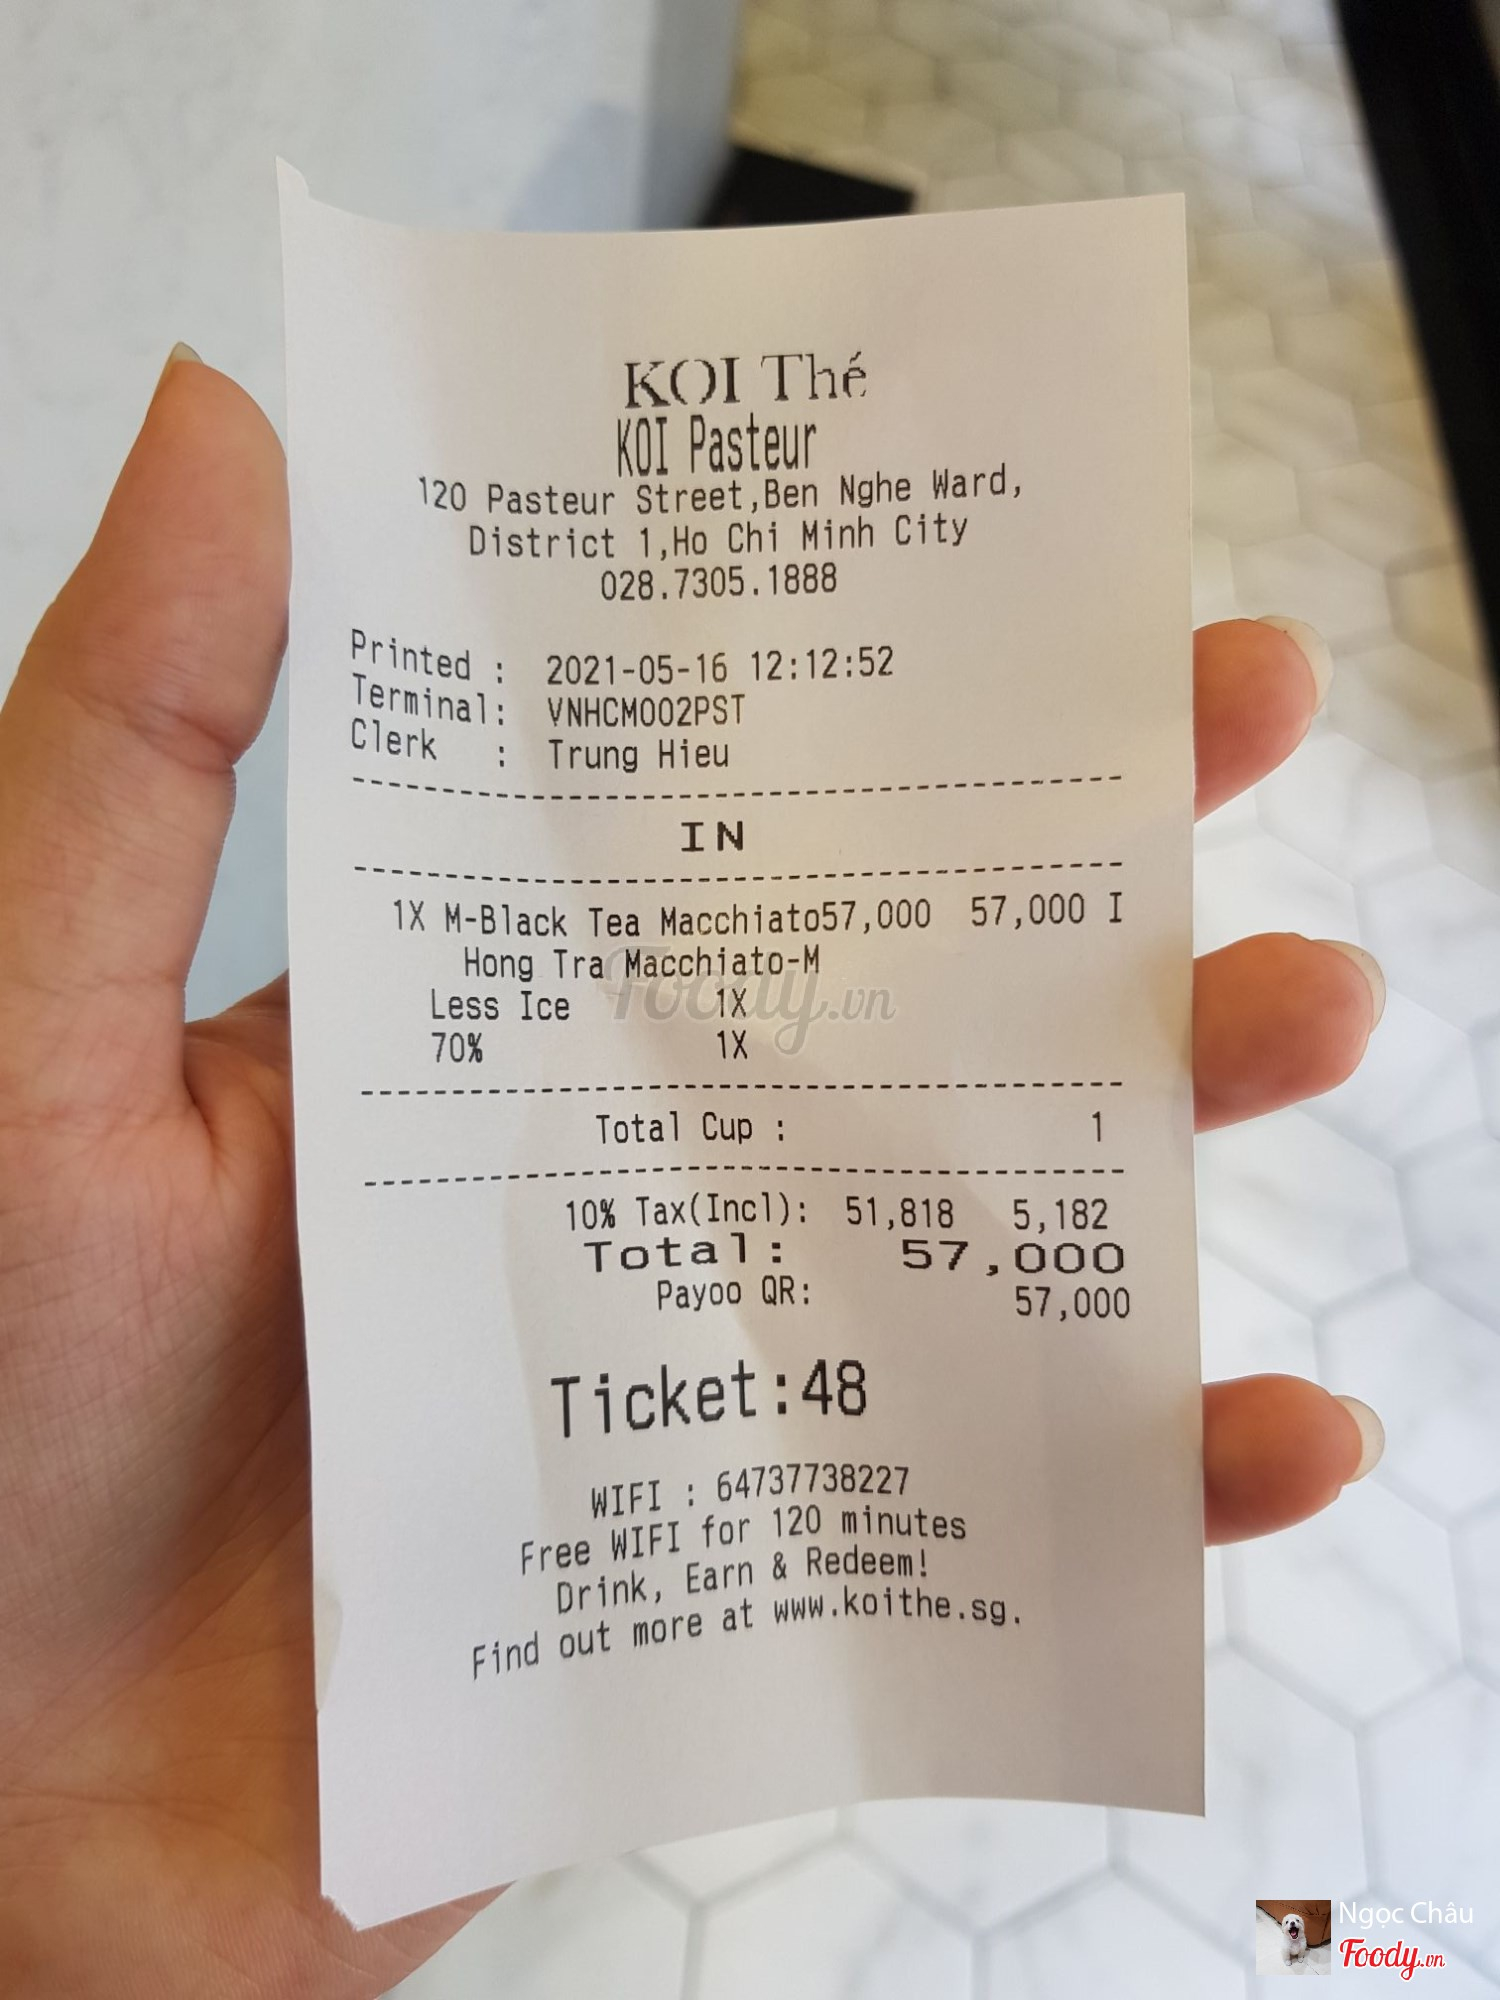 KOI Thé
KOI Pasteur
120 Pasteur Street,Ben Nghe Ward,
District 1,Ho Chi Minh City
028.7305.1888
Printed : 2021-05-16 12:12:52
Terminal: VNHCM002PST
Clerk : Trung Hieu
IN
1X M-Black Tea Macchiato57,000 57,000 I
Hong Tra Macchiato-M
Less Ice 1X
70% 1X
Total Cup : 1
10% Tax(Incl): 51,818 5,182
Total: 57,000
Payoo QR: 57,000
Ticket:48
WIFI : 64737738227
Free WIFI for 120 minutes
Drink, Earn & Redeem!
Find out more at www.koithe.sg.
Foody.vn
Ngọc Châu
Foody.vn